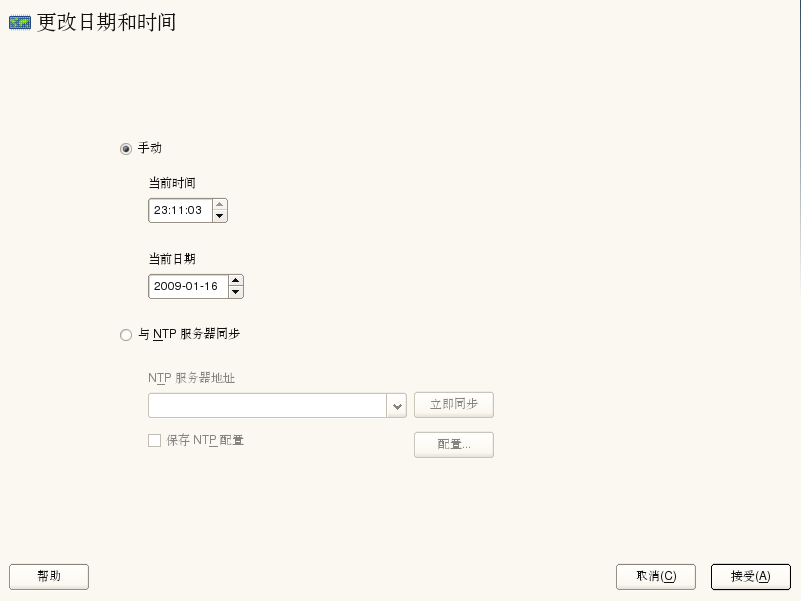 更改日期和时间
手动
当前时间
23:11:03
当前日期
2009-01-16
与 NTP 服务器同步
NTP 服务器地址
立即同步
保存 NTP 配置
配置...
帮助
取消(C)
接受(A)